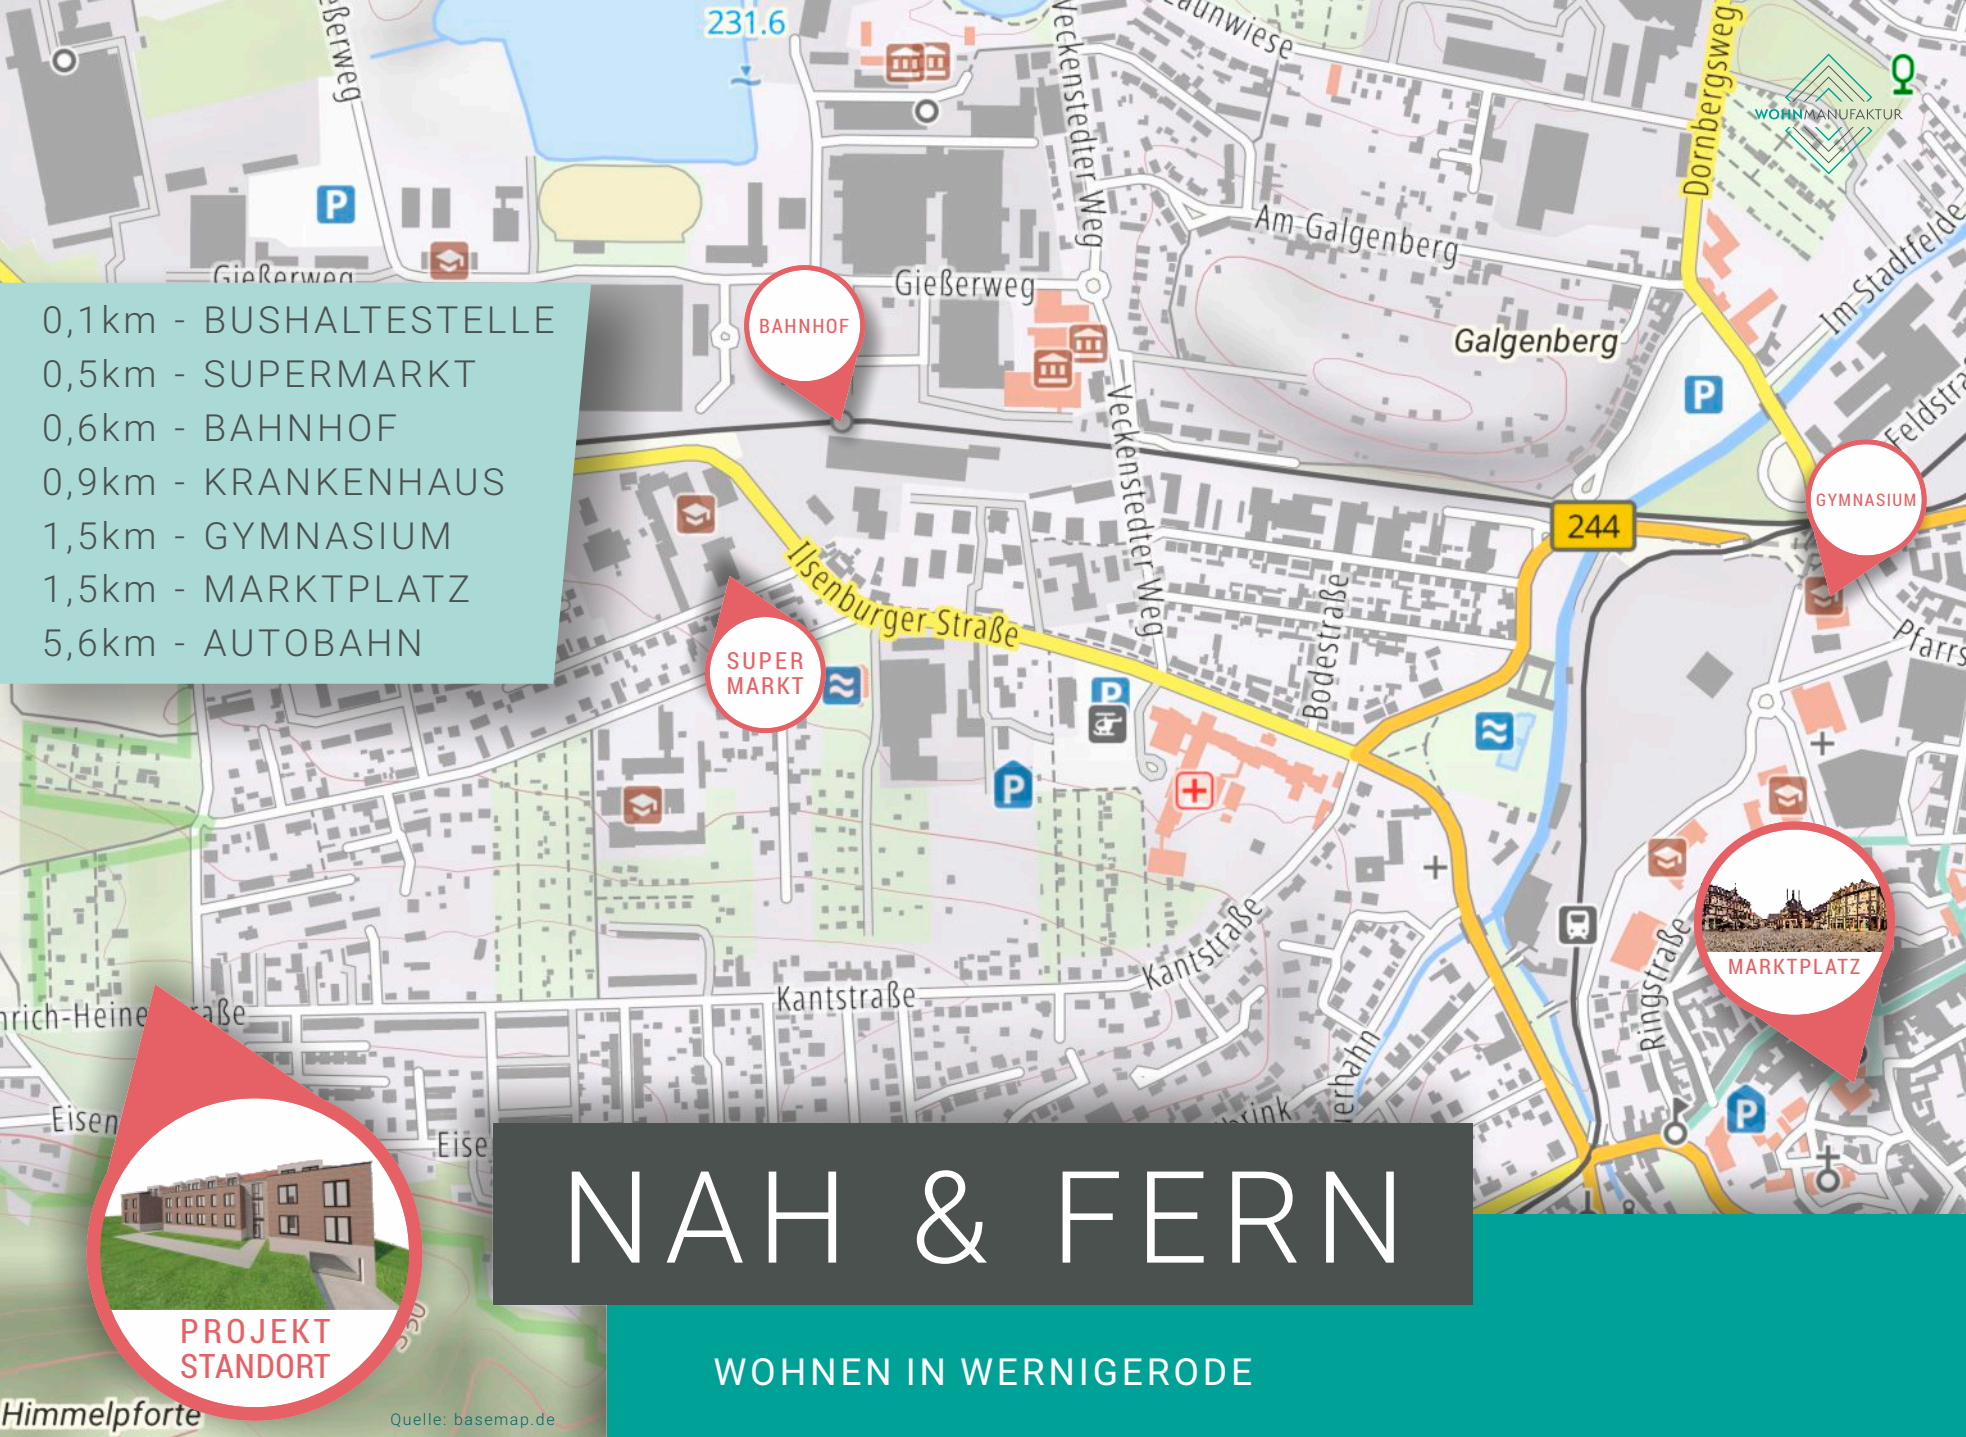 231.6
Veckenstedter Weg
Dornbergsweg
WOHNMANUFAKTUR
Am Galgenberg
Im Stadtfelde
Gießerweg
Gießerweg
Galgenberg
0,1km - BUSHALTESTELLE
0,5km - SUPERMARKT
0,6km - BAHNHOF
0,9km - KRANKENHAUS
1,5km - GYMNASIUM
1,5km - MARKTPLATZ
5,6km - AUTOBAHN
BAHNHOF
P
P
Veckenstedter Weg
GYMNASIUM
244
Ilsenburger Straße
Bodestraße
SUPER
MARKT
P
P
Kantstraße
Kantstraße
Ringstraße
MARKTPLATZ
P
NAH & FERN
WOHNEN IN WERNIGERODE
PROJEKT
STANDORT
Himmelpforte
Quelle: basemap.de